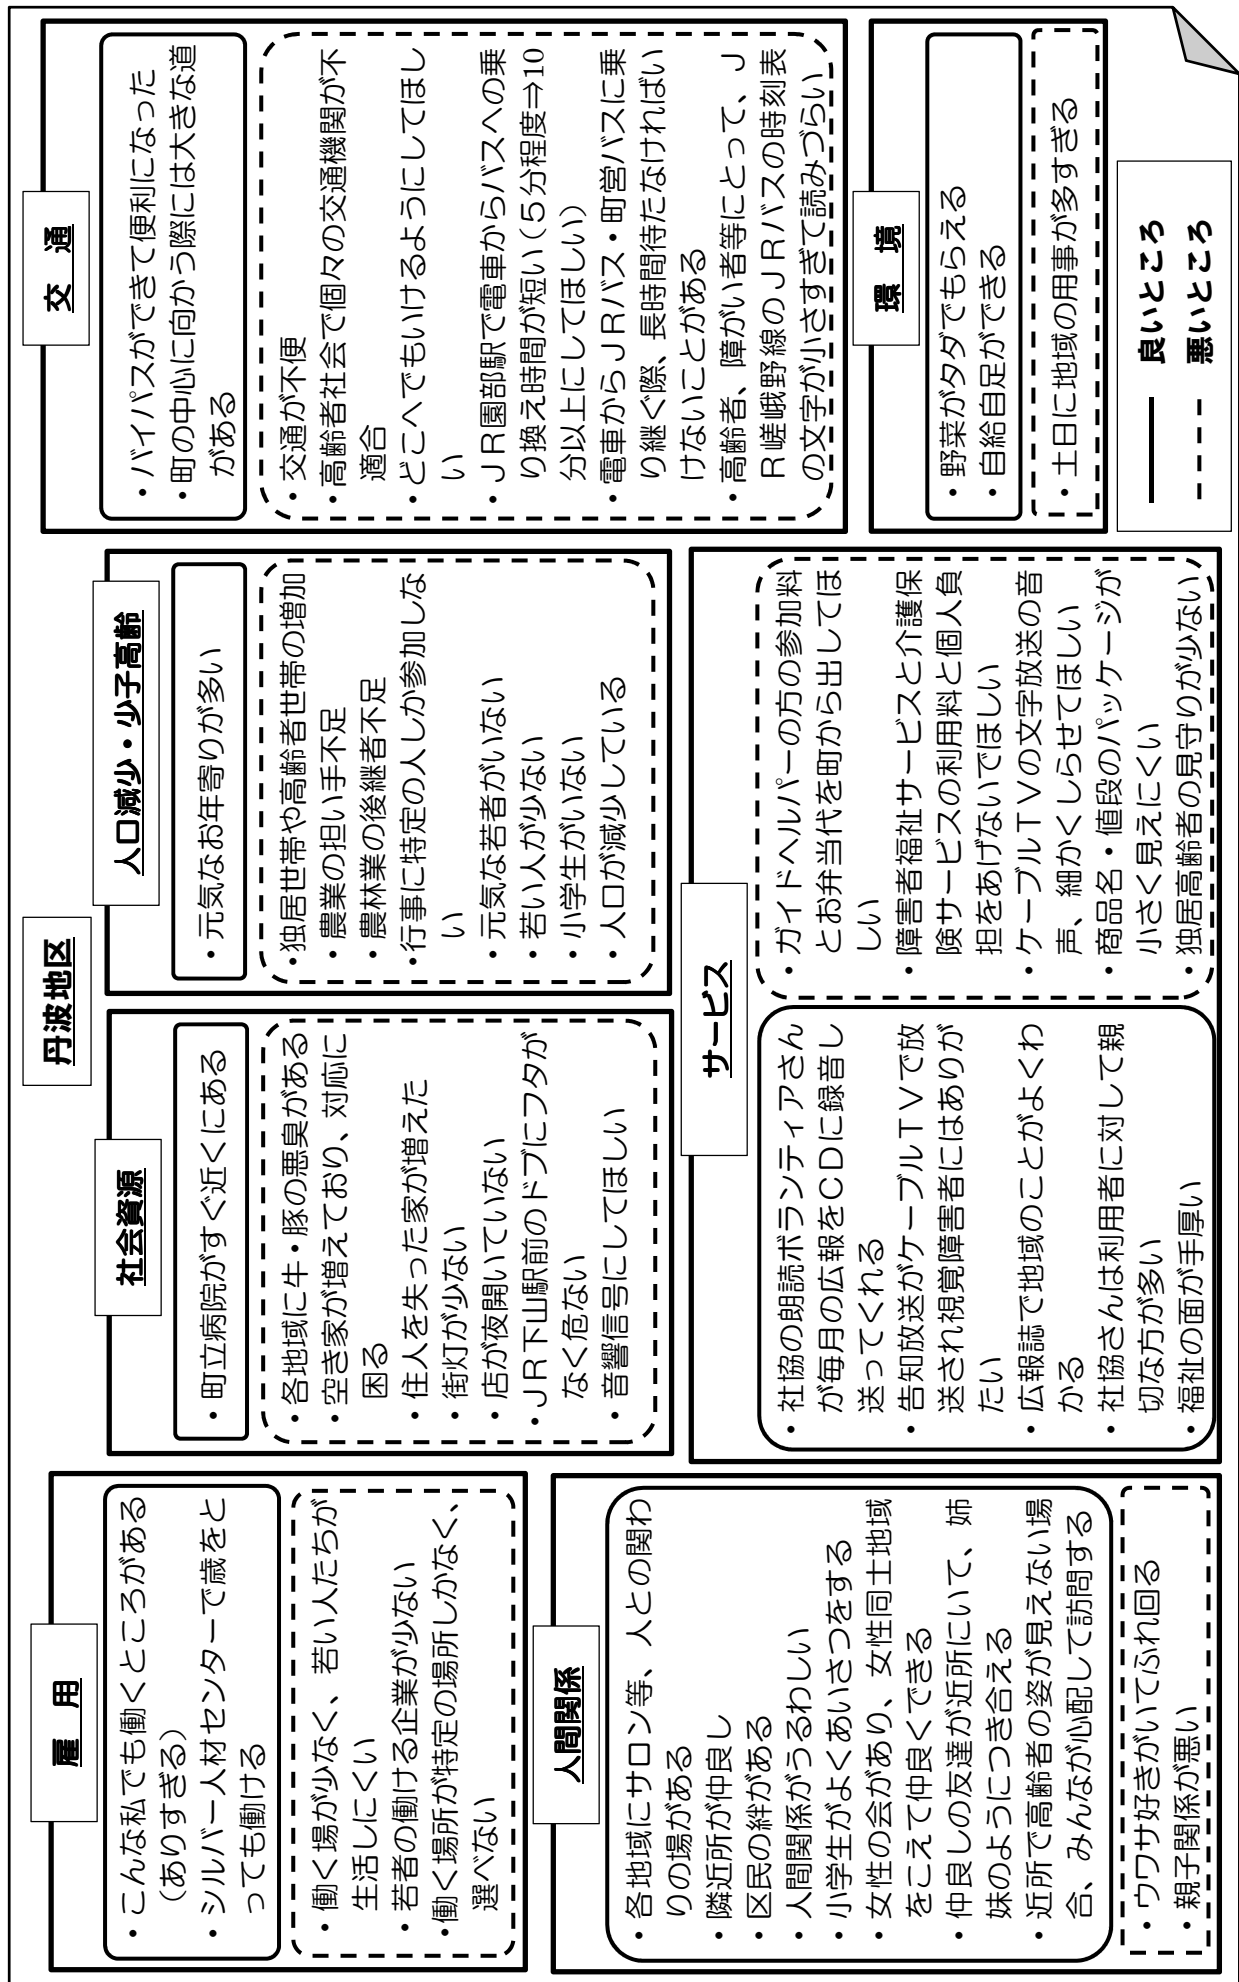 丹波地区
雇　用
・こんな私でも働くところがある
（ありすぎる）
・シルバー人材センターで歳をと
っても働ける
・働く場が少なく、若い人たちが
生活しにくい
・若者の働ける企業が少ない
・働く場所が特定の場所しかなく、
選べない
社会資源
・町立病院がすぐ近くにある
・各地域に牛・豚の悪臭がある
・空き家が増えており、対応に
困る
・住人を失った家が増えた
・街灯が少ない
・店が夜開いていない
・ＪＲ下山駅前のドブにフタが
なく危ない
・音響信号にしてほしい
人口減少・少子高齢
・元気なお年寄りが多い
・独居世帯や高齢者世帯の増加
・農業の担い手不足
・農林業の後継者不足
・行事に特定の人しか参加しな
い
・元気な若者がいない
・若い人が少ない
・小学生がいない
・人口が減少している
交　通
・バイパスができて便利になった
・町の中心に向かう際には大きな道
がある
・交通が不便
・高齢者社会で個々の交通機関が不
適合
・どこへでもいけるようにしてほし
い
・ＪＲ園部駅で電車からバスへの乗
り換え時間が短い（５分程度⇒10
分以上にしてほしい）
・電車からＪＲバス・町営バスに乗
り継ぐ際、長時間待たなければい
けないことがある
・高齢者、障がい者等にとって、Ｊ
Ｒ嵯峨野線のＪＲバスの時刻表
の文字が小さすぎて読みづらい
人間関係
・各地域にサロン等、人との関わ
りの場がある
・隣近所が仲良し
・区民の絆がある
・人間関係がうるわしい
・小学生がよくあいさつをする
・女性の会があり、女性同士地域
をこえて仲良くできる
・仲良しの友達が近所にいて、姉
妹のようにつき合える
・近所で高齢者の姿が見えない場
合、みんなが心配して訪問する
・ウワサ好きがいてふれ回る
・親子関係が悪い
サービス
・社協の朗読ボランティアさん
が毎月の広報をＣＤに録音し
送ってくれる
・告知放送がケーブルＴＶで放
送され視覚障害者にはありが
たい
・広報誌で地域のことがよくわ
かる
・社協さんは利用者に対して親
切な方が多い
・福祉の面が手厚い
・ガイドヘルパーの方の参加料
とお弁当代を町から出してほ
しい
・障害者福祉サービスと介護保
険サービスの利用料と個人負
担をあげないでほしい
・ケーブルＴＶの文字放送の音
声、細かくしらせてほしい
・商品名・値段のパッケージが
小さく見えにくい
・独居高齢者の見守りが少ない
環　境
・野菜がタダでもらえる
・自給自足ができる
・土日に地域の用事が多すぎる
良いところ
悪いところ